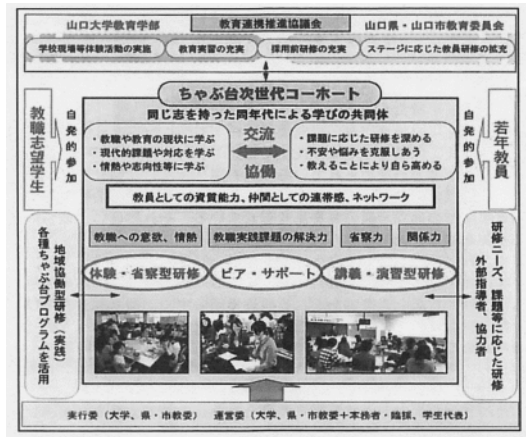 山口大学教育学部
教育連携推進協議会
山口県・山口市教育委員会
学校現場等体験活動の実施
教育実習の充実
採用前研修の充実
ステージに応じた教員研修の拡充
ちゃぶ台次世代コーホート
同じ志を持った同年代による学びの共同体
・教職や教育の現状に学ぶ
・現代的課題や対応を学ぶ
・情熱や志向性等に学ぶ
交流
協働
・課題に応じた研修を深める
・不安や悩みを克服しあう
・教えることにより自ら高める
教職志望学生
自発的参加
自発的参加
若年教員
教員としての資質能力、仲間としての連帯感、ネットワーク
教職への意欲、情熱
教職実践課題の解決力
省察力
関係力
体験・省察型研修
ピア・サポート
講義・演習型研修
地域協働型研修（実践）
各種ちゃぶ台プログラムを活用
研修ニーズ、課題等に応じた研修
外部指導者、協力者
実行委（大学、県・市教委）
運営委（大学、県・市教委＋本務者・臨採、学生代表）